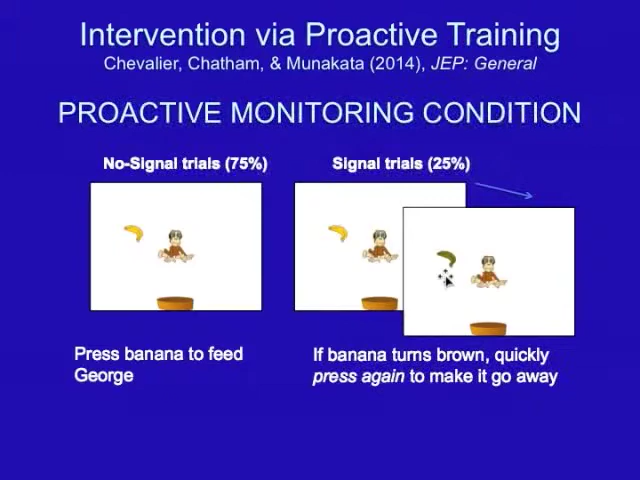 Intervention via Proactive Training
Chevalier, Chatham, & Munakata (2014), JEP: General
PROACTIVE MONITORING CONDITION
No-Signal trials (75%)
Signal trials (25%)
Press banana to feed
George
If banana turns brown, quickly
press again to make it go away